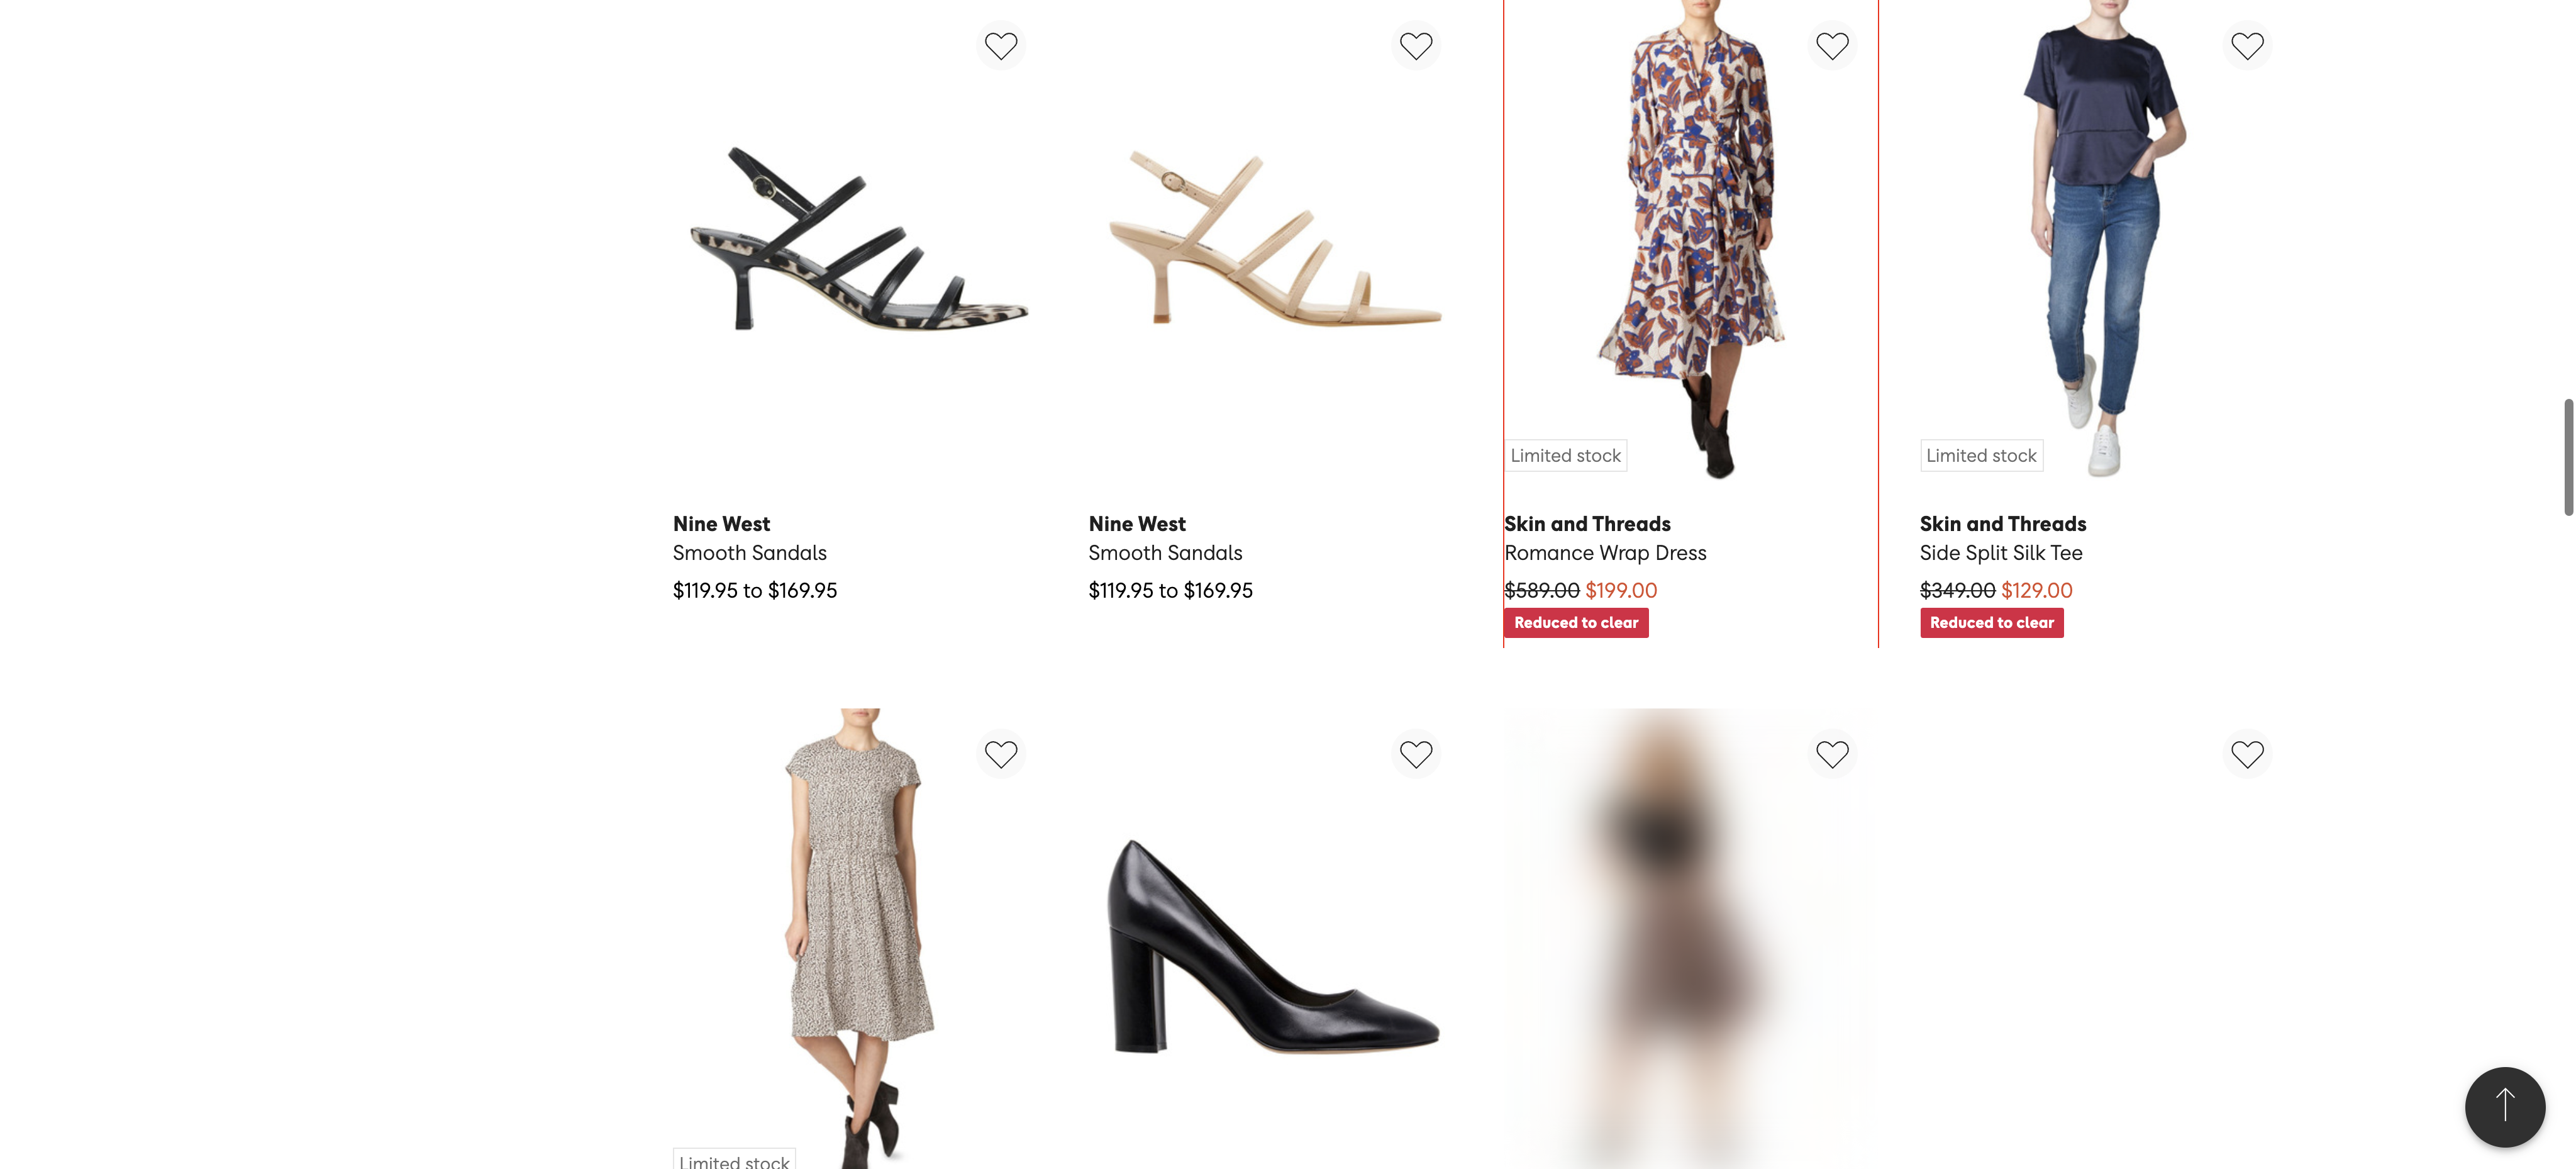 Limited stock
Limited stock
Nine West
Smooth Sandals
$119.95 to $169.95
Nine West
Smooth Sandals
$119.95 to $169.95
Skin and Threads
Romance Wrap Dress
$589.00 $199.00
Reduced to clear
Skin and Threads
Side Split Silk Tee
$349.00 $129.00
Reduced to clear
Limited stock